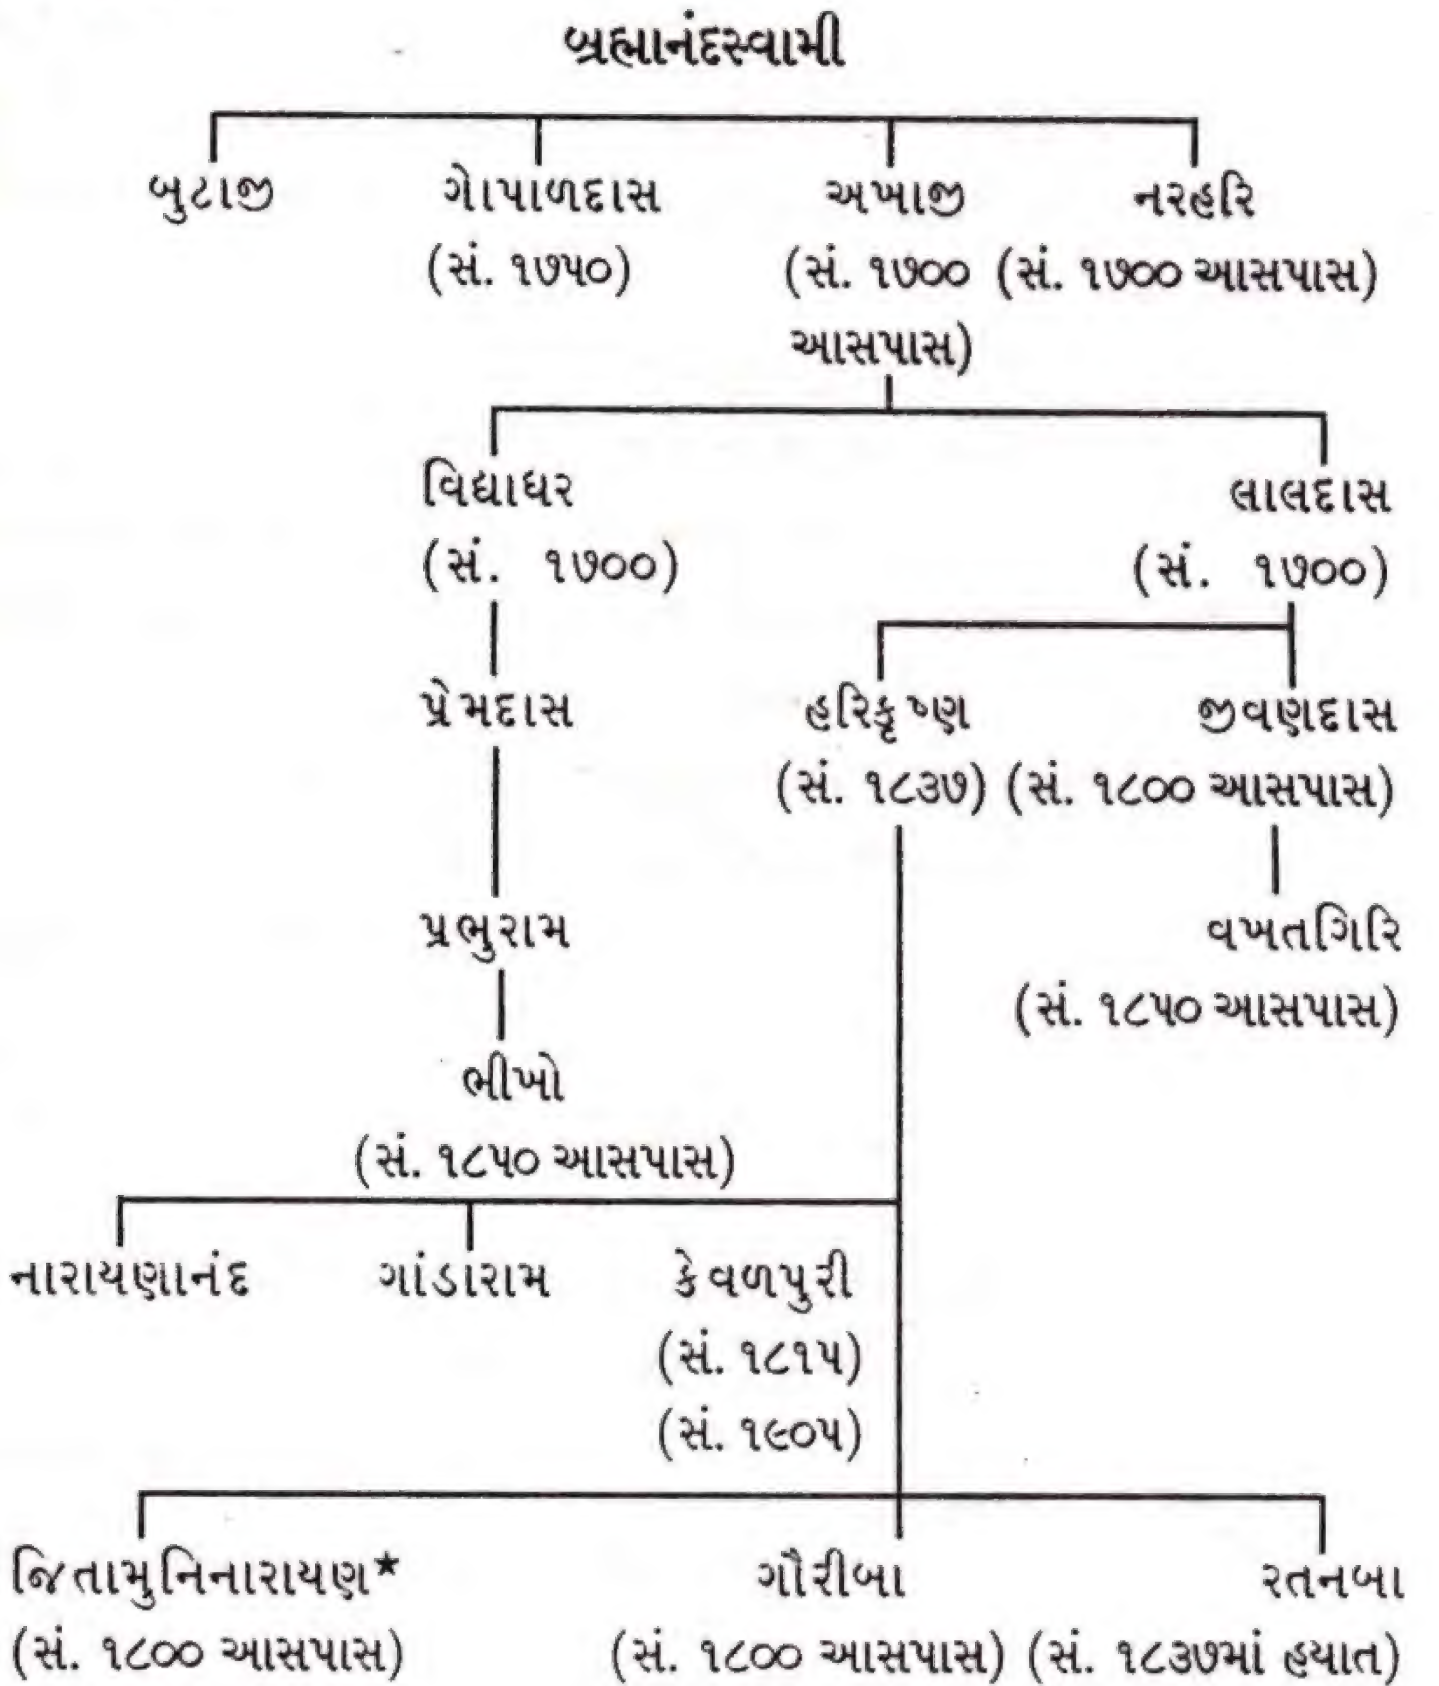 બ્રહ્માનંદસ્વામી
બુટાજી ગોપાળદાસ અખાજી નરહરિ
(સં. ૧૭૫૦) (સં. ૧૭૦૦ (સં. ૧૭૦૦ આસપાસ)
આસપાસ)
વિદ્યાધર લાલદાસ
(સં. ૧૭૦૦) (સં. ૧૭૦૦)
પ્રેમદાસ હરિકૃષ્ણ જીવણદાસ
(સં. ૧૮૩૭) (સં. ૧૮૦૦ આસપાસ)
પ્રભુરામ વખતગિરિ
(સં. ૧૮૫૦ આસપાસ)
ભીખો
(સં. ૧૮૫૦ આસપાસ)
નારાયણાનંદ ગાંડારામ કેવળપુરી
(સં. ૧૮૧૫)
(સં. ૧૯૦૫)
જિતામુનિનારાયણ★ ગૌરીબા રતનબા
(સં. ૧૮૦૦ આસપાસ) (સં. ૧૮૦૦ આસપાસ) (સં. ૧૮૩૭માં હયાત)